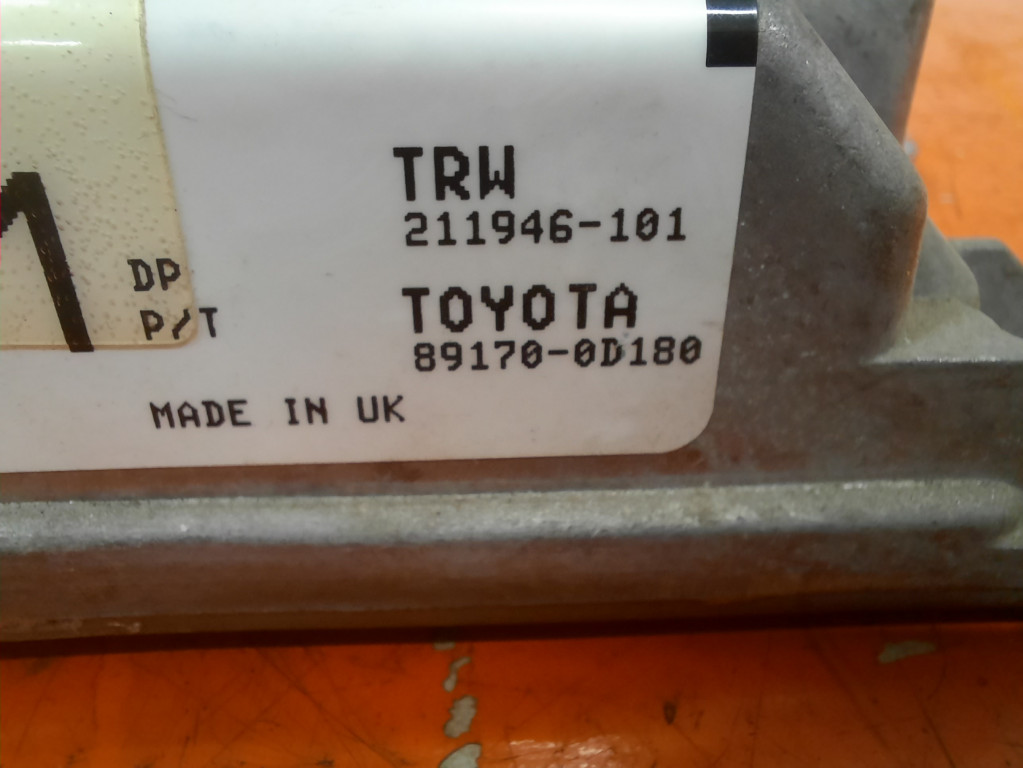 TRW
211946-101
DP
TOYOTA
P/T
89170-0D180
MADE IN UK